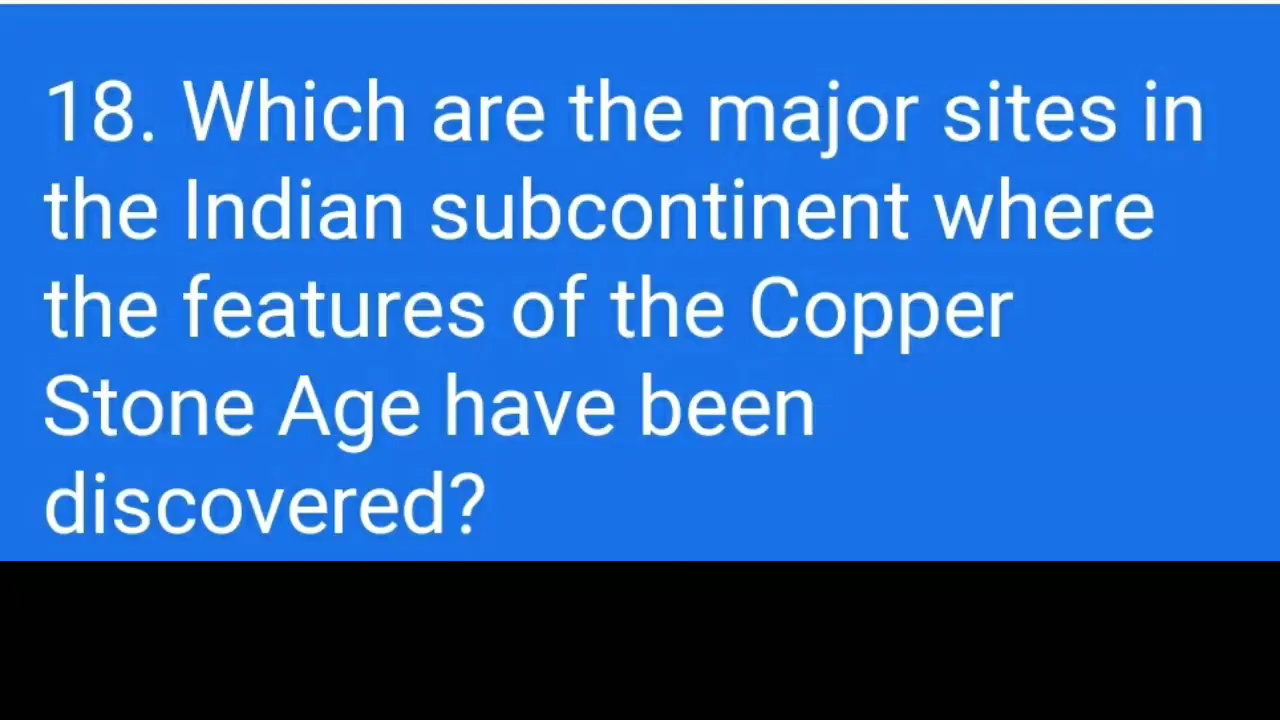 18. Which are the major sites in
the Indian subcontinent where
the features of the Copper
Stone Age have been
discovered?